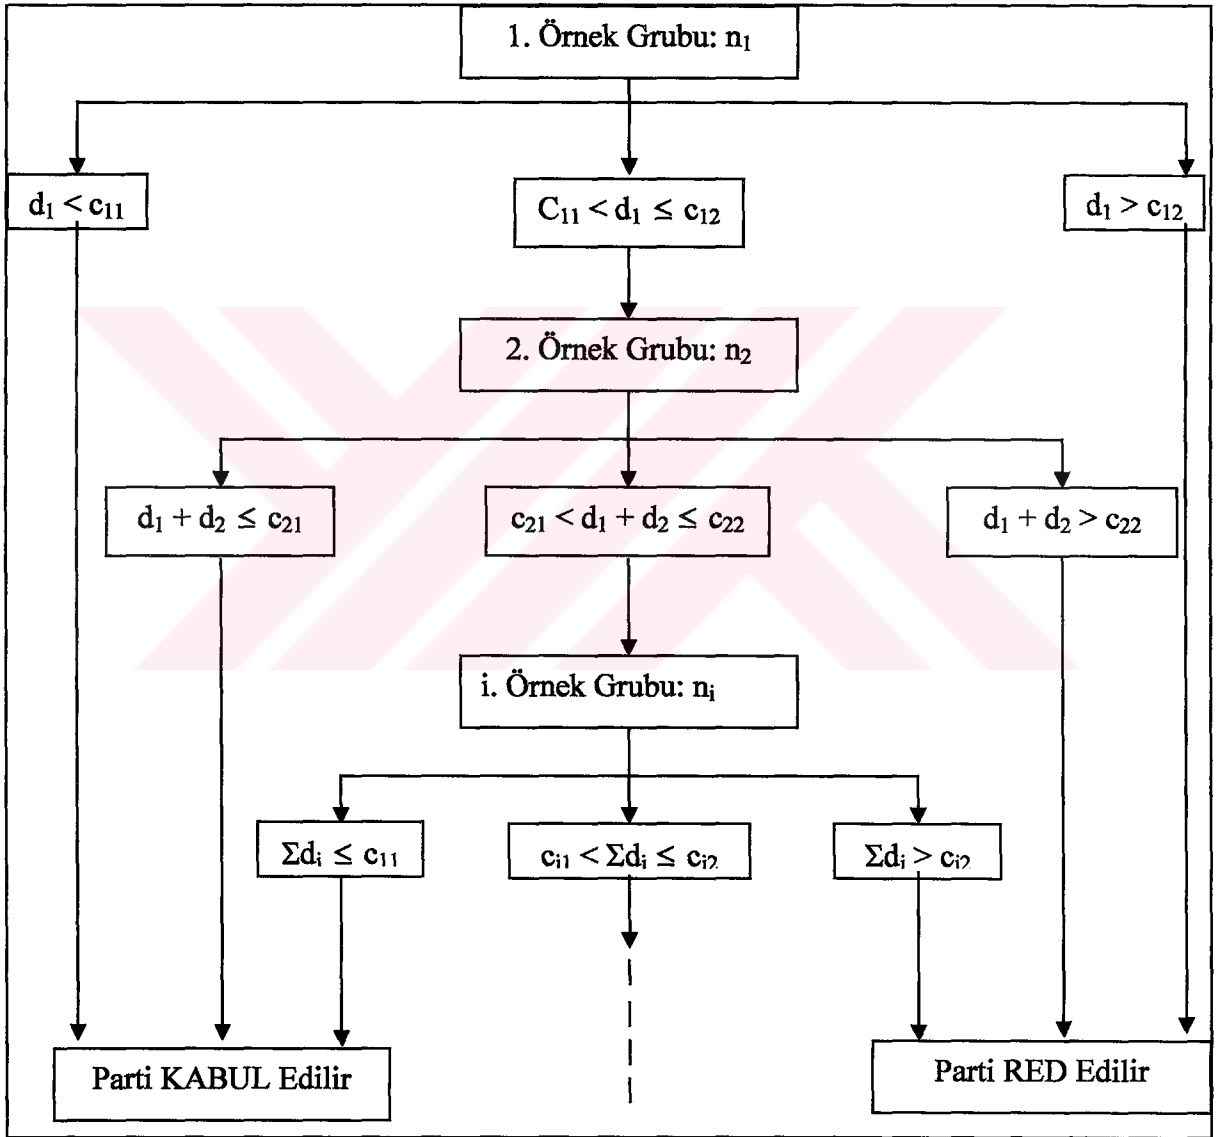 1. Örnek Grubu: n₁
d₁ < c₁₁
C₁₁ < d₁ ≤ c₁₂
d₁ > c₁₂
2. Örnek Grubu: n₂
d₁ + d₂ ≤ c₂₁
c₂₁ < d₁ + d₂ ≤ c₂₂
d₁ + d₂ > c₂₂
i. Örnek Grubu: nᵢ
Σdᵢ ≤ c₁₁
cᵢ₁ < Σdᵢ ≤ cᵢ₂
Σdᵢ > cᵢ₂
Parti KABUL Edilir
Parti RED Edilir